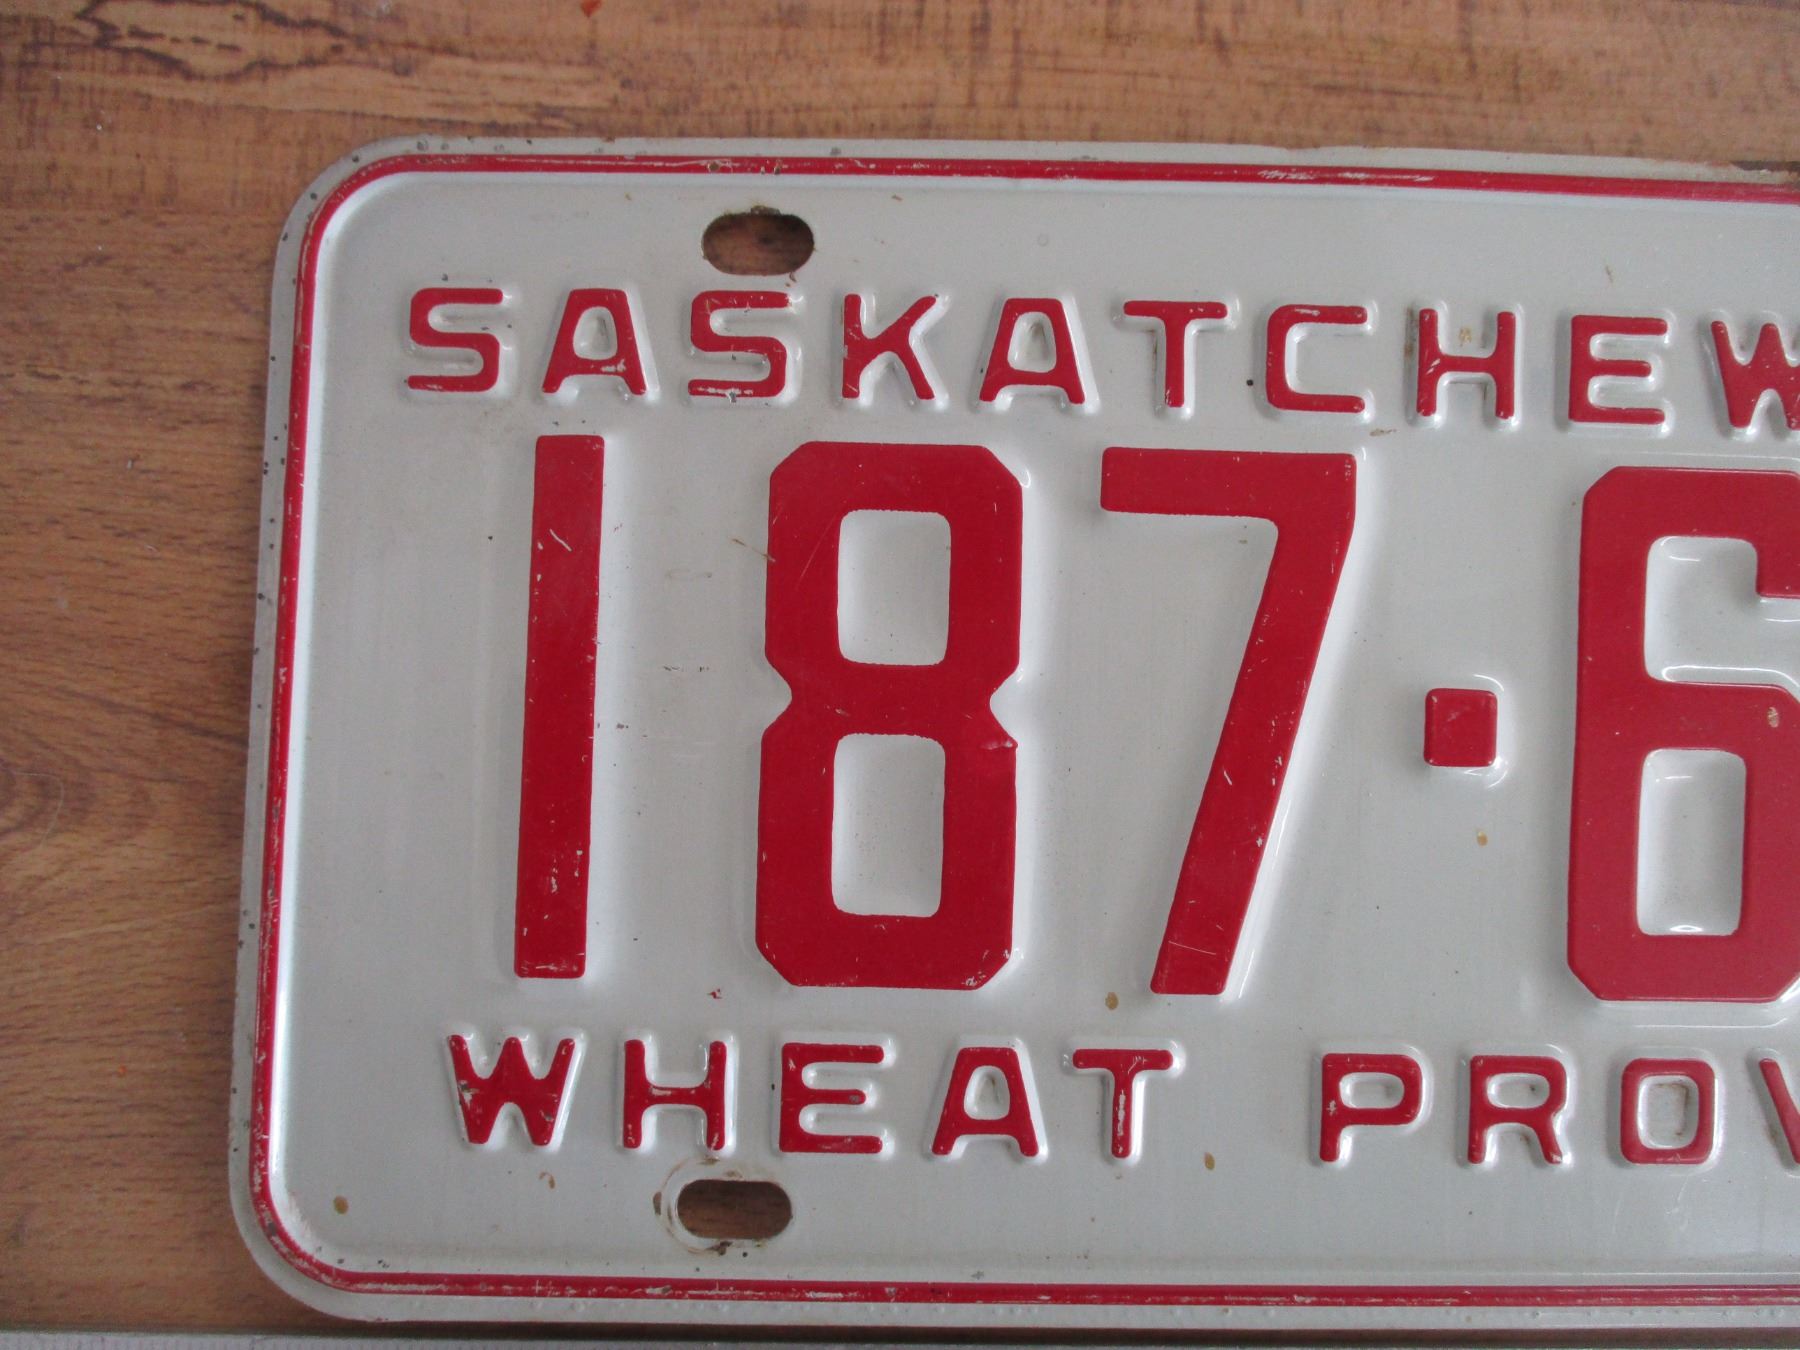 SASKATCHEW
187·6
WHEAT PROV